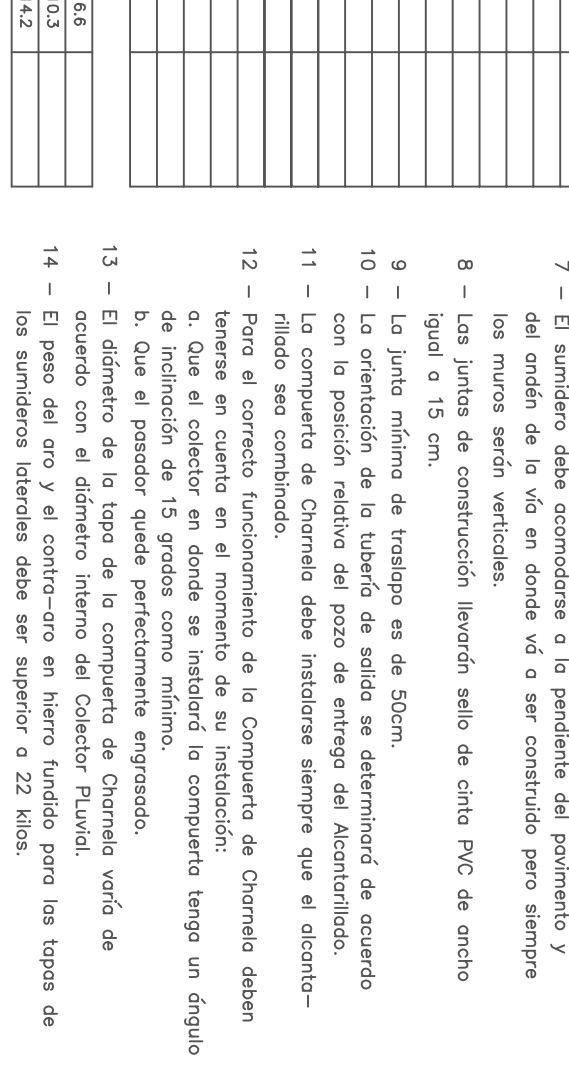 6.6
0.3
4.2
7 – El sumidero debe acomodarse a la pendiente del pavimento y
del andén de la vía en donde vá a ser construido pero siempre
los muros serán verticales.
8 – Las juntas de construcción llevarán sello de cinta PVC de ancho
igual a 15 cm.
9 – La junta mínima de traslapo es de 50cm.
10 – La orientación de la tubería de salida se determinará de acuerdo
con la posición relativa del pozo de entrega del Alcantarillado.
11 – La compuerta de Charnela debe instalarse siempre que el alcanta–
rillado sea combinado.
12 – Para el correcto funcionamiento de la Compuerta de Charnela deben
tenerse en cuenta en el momento de su instalación:
a. Que el colector en donde se instalará la compuerta tenga un ángulo
de inclinación de 15 grados como mínimo.
b. Que el pasador quede perfectamente engrasado.
13 – El diámetro de la tapa de la compuerta de Charnela varía de
acuerdo con el diámetro interno del Colector PLuvial.
14 – El peso del aro y el contra–aro en hierro fundido para las tapas de
los sumideros laterales debe ser superior a 22 kilos.